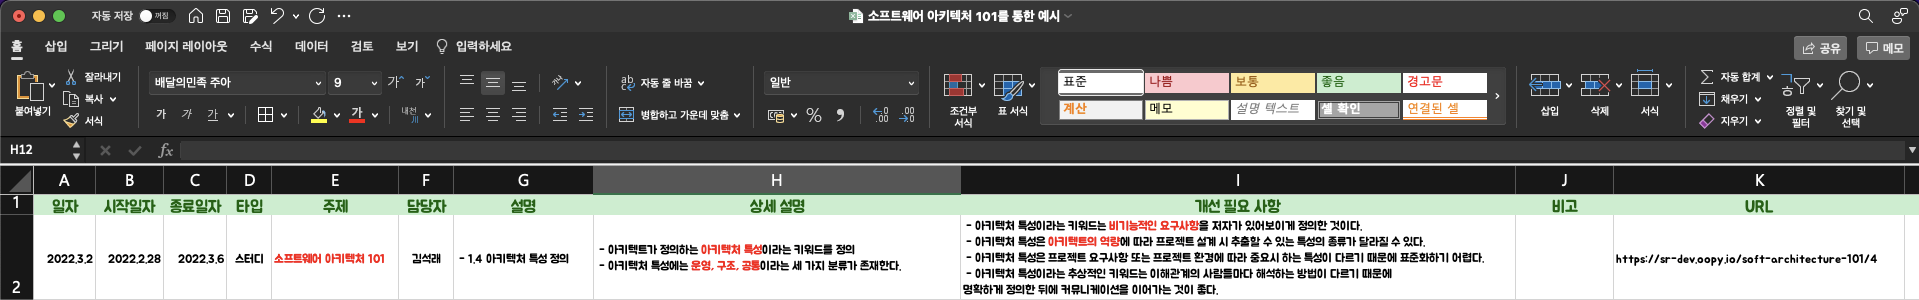 자동 저장 꺼짐
소프트웨어 아키텍처 101를 통한 예시
홈 삽입 그리기 페이지 레이아웃 수식 데이터 검토 보기 입력하세요
공유 메모
붙여넣기
잘라내기
복사
서식
배달의민족 주아 9 가 가
가 가 가 가 내천
자동 줄 바꿈
병합하고 가운데 맞춤
일반
% 9
조건부 서식
표 서식
표준 나쁨 보통 좋음 경고문
계산 메모 설명 텍스트 셀 확인 연결된 셀
삽입 삭제 서식
자동 합계
채우기
지우기
정렬 및 필터
찾기 및 선택
H12 fx
A B C D E F G H I J K
1 일자 시작일자 종료일자 타입 주제 담당자 설명 상세 설명 개선 필요 사항 비고 URL
2 2022.3.2 2022.2.28 2022.3.6 스터디 소프트웨어 아키텍처 101 김석래 - 1.4 아키텍처 특성 정의
- 아키텍트가 정의하는 아키텍처 특성이라는 키워드를 정의
- 아키텍처 특성에는 운영, 구조, 공통이라는 세 가지 분류가 존재한다.
- 아키텍처 특성이라는 키워드는 비기능적인 요구사항을 저자가 있어보이게 정의한 것이다.
- 아키텍처 특성은 아키텍트의 역량에 따라 프로젝트 설계 시 추출할 수 있는 특성의 종류가 달라질 수 있다.
- 아키텍처 특성은 프로젝트 요구사항 또는 프로젝트 환경에 따라 중요시 하는 특성이 다르기 때문에 표준화하기 어렵다.
- 아키텍처 특성이라는 추상적인 키워드는 이해관계의 사람들마다 해석하는 방법이 다르기 때문에
명확하게 정의한 뒤에 커뮤니케이션을 이어가는 것이 좋다.
https://sr-dev.oopy.io/soft-architecture-101/4